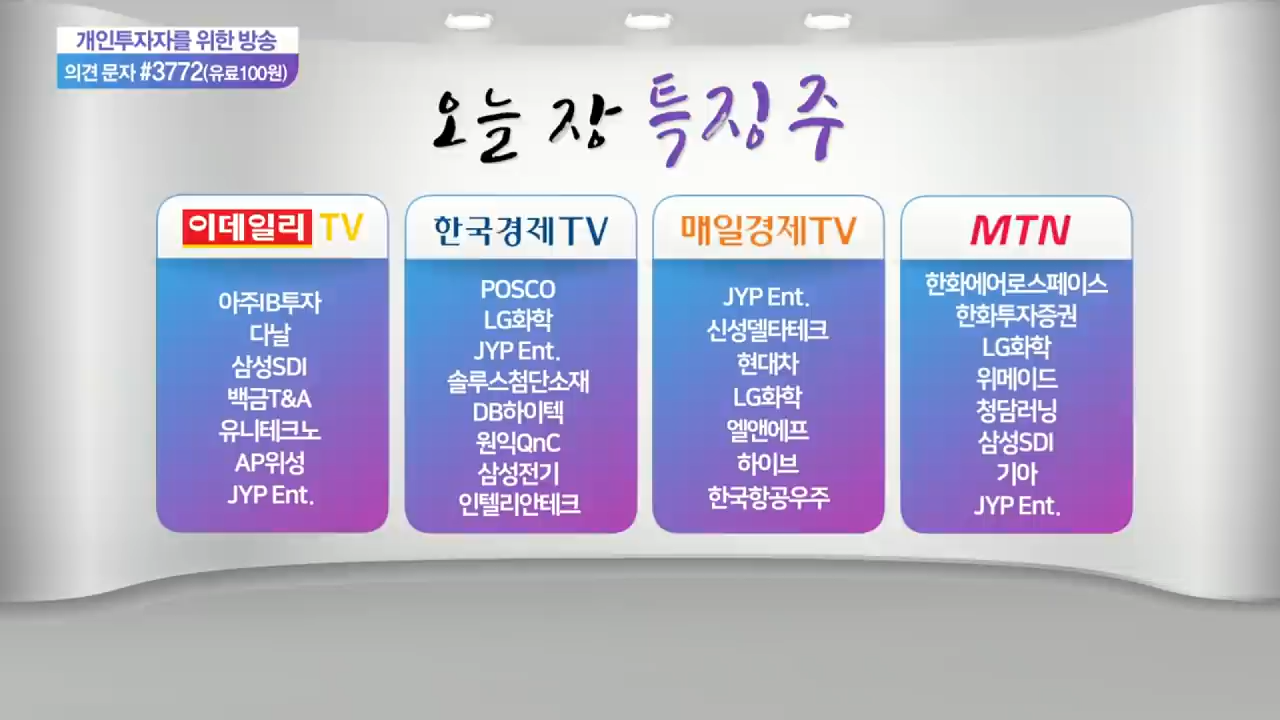 개인투자자를 위한 방송
의견 문자 #3772(유료100원)
오늘 장 특징주
이데일리 TV
아주IB투자
다날
삼성SDI
백금T&A
유니테크노
AP위성
JYP Ent.
한국경제TV
POSCO
LG화학
JYP Ent.
솔루스첨단소재
DB하이텍
원익QnC
삼성전기
인텔리안테크
매일경제TV
JYP Ent.
신성델타테크
현대차
LG화학
엘앤에프
하이브
한국항공우주
MTN
한화에어로스페이스
한화투자증권
LG화학
위메이드
청담러닝
삼성SDI
기아
JYP Ent.